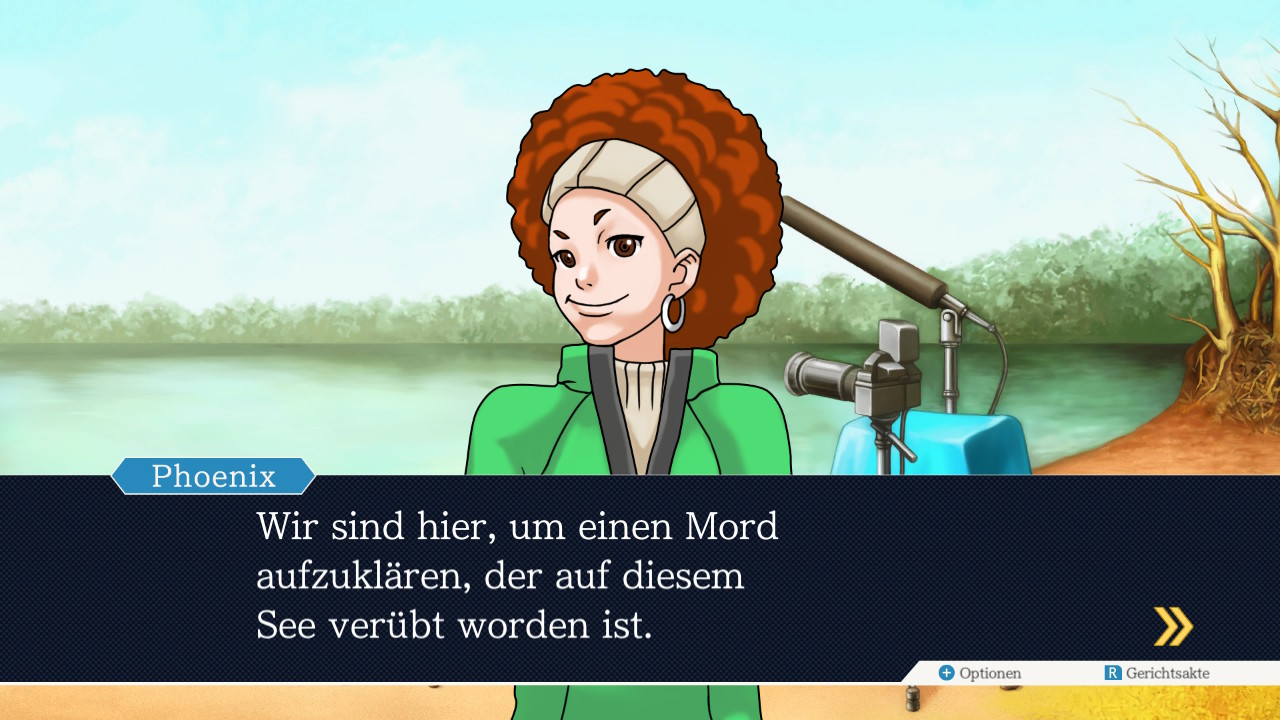 Phoenix
Wir sind hier, um einen Mord
aufzuklären, der auf diesem
See verübt worden ist.
+ Optionen
R Gerichtsakte